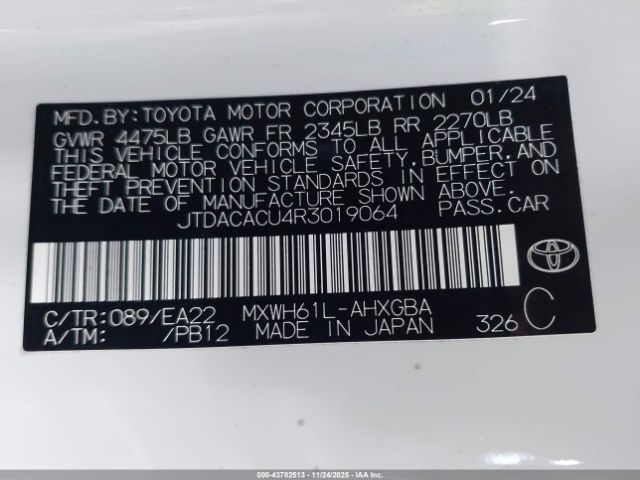 MFD.BY:TOYOTA MOTOR CORPORATION 01/24
GVWR 4475LB GAWR FR 2345LB RR 2270LB
THIS VEHICLE CONFORMS TO ALL APPLICABLE
FEDERAL MOTOR VEHICLE SAFETY,BUMPER,AND
THEFT PREVENTION STANDARDS IN EFFECT ON
THE DATE OF MANUFACTURE SHOWN ABOVE.
JTDACACU4R3019064 PASS.CAR
C/TR:089/EA22 MXWH61L-AHXGBA
A/TM: /PB12 MADE IN JAPAN 326 C
000-43782513 - 11/24/2025 - IAAI.COM